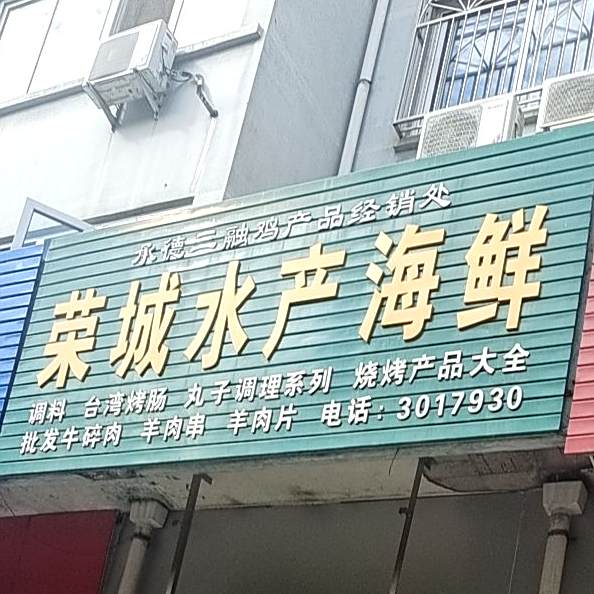 承德三融鸡产品经销处
荣城水产海鲜
调料 台湾烤肠 丸子调理系列 烧烤产品大全
批发牛碎肉 羊肉串 羊肉片 电话:3017930